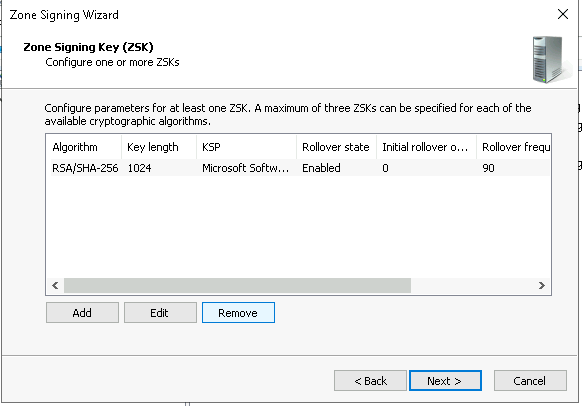 Zone Signing Wizard
Zone Signing Key (ZSK)
Configure one or more ZSKs
Configure parameters for at least one ZSK. A maximum of three ZSKs can be specified for each of the
available cryptographic algorithms.
Algorithm Key length KSP Rollover state Initial rollover o... Rollover frequ
RSA/SHA-256 1024 Microsoft Softw... Enabled 0 90
Add Edit Remove
< Back Next > Cancel